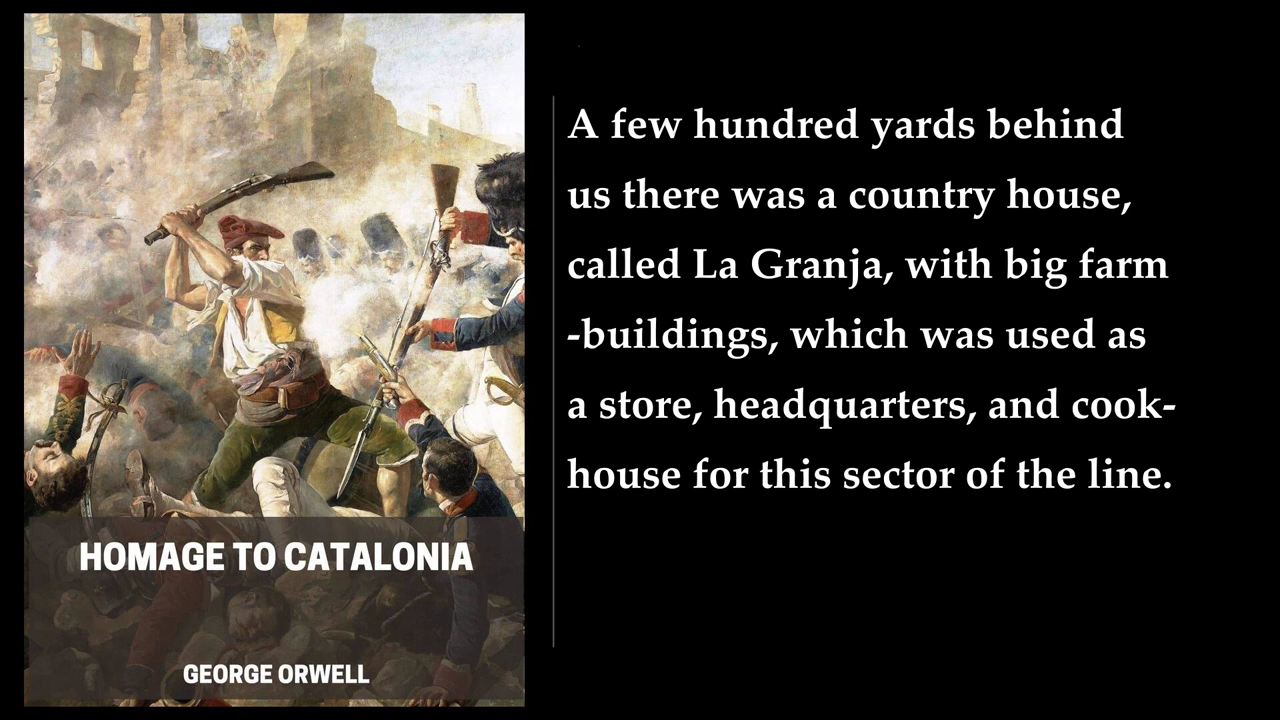 HOMAGE TO CATALONIA
GEORGE ORWELL
A few hundred yards behind
us there was a country house,
called La Granja, with big farm
-buildings, which was used as
a store, headquarters, and cook-
house for this sector of the line.